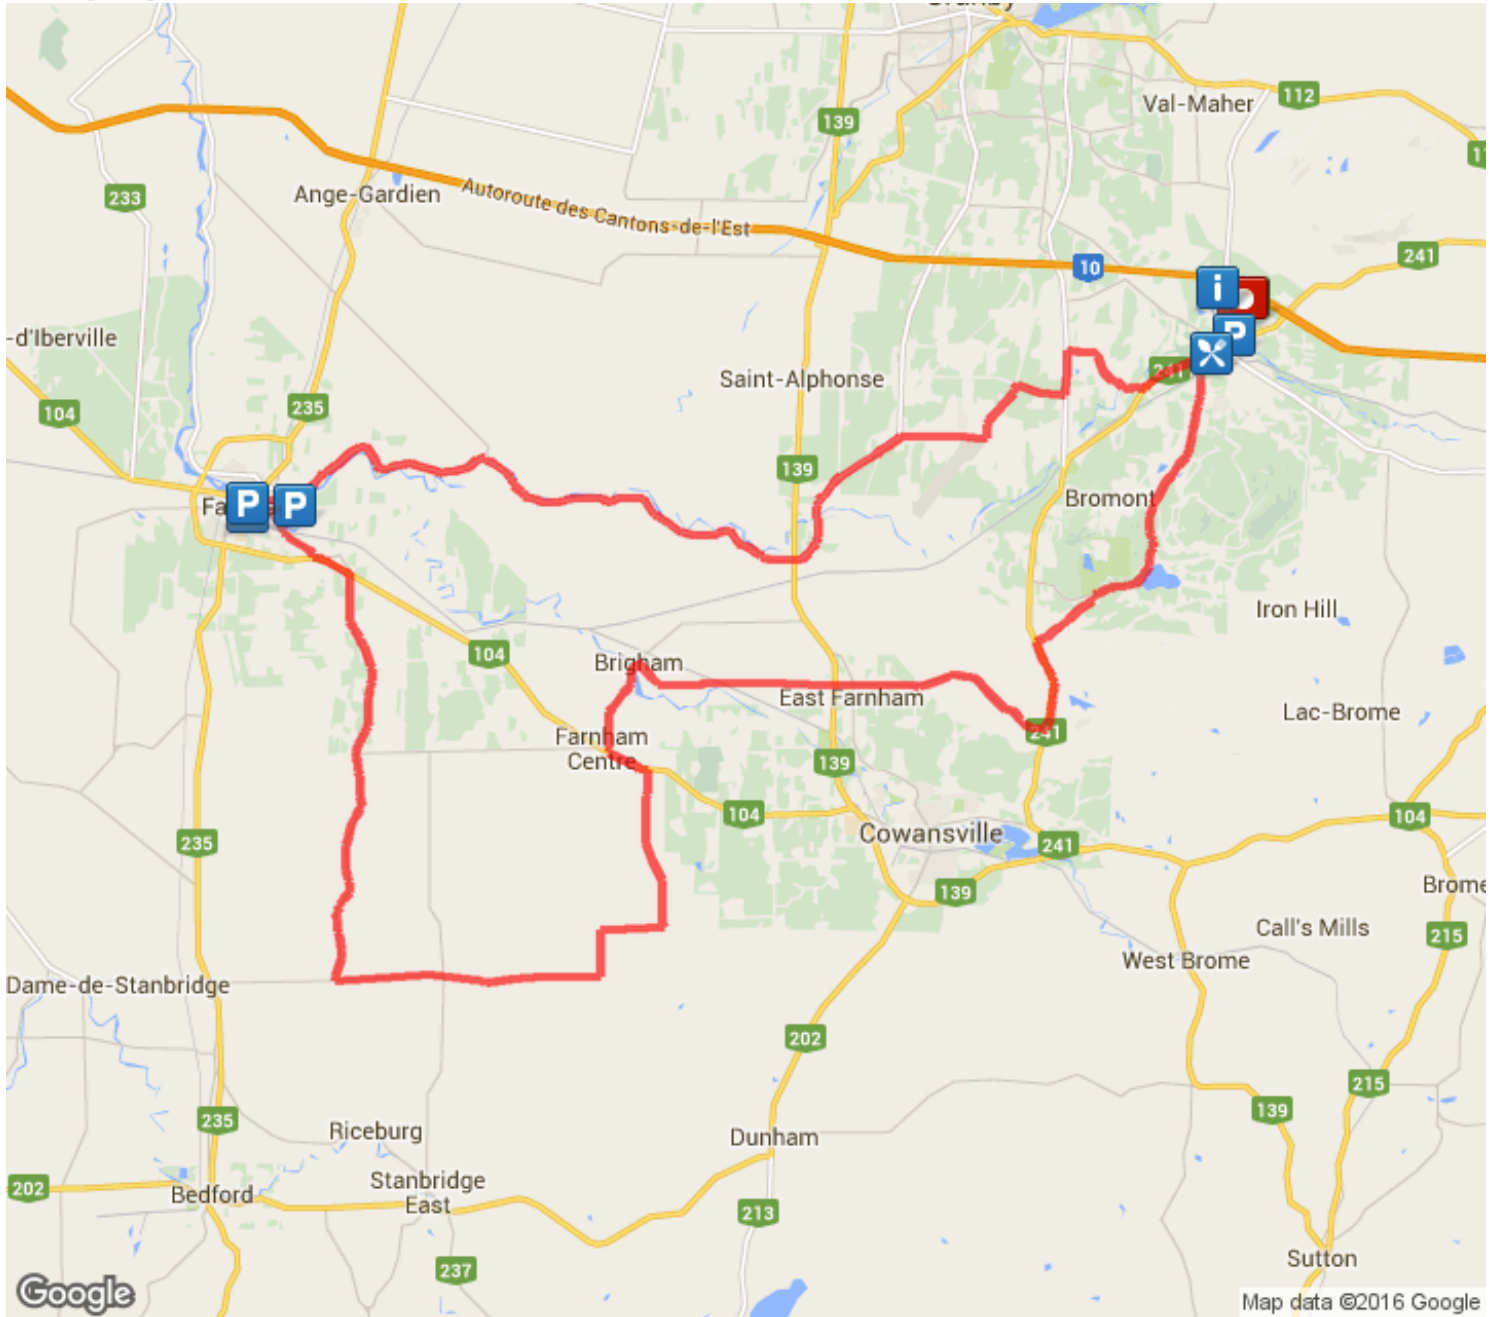 112
Val-Maher
139
233
Ange-Gardien
Autoroute des Cantons-de-l'Est
241
10
i
P
-d'Iberville
241
Saint-Alphonse
104
235
139
P
P
Bromont
Iron Hill
104
Brigham
East Farnham
Lac-Brome
Farnham
Centre
241
139
104
104
235
Cowansville
241
139
Brome
Call's Mills
215
West Brome
Dame-de-Stanbridge
202
215
235
139
Riceburg
Dunham
202
Stanbridge
East
Bedford
213
237
Sutton
Google
Map data ©2016 Google